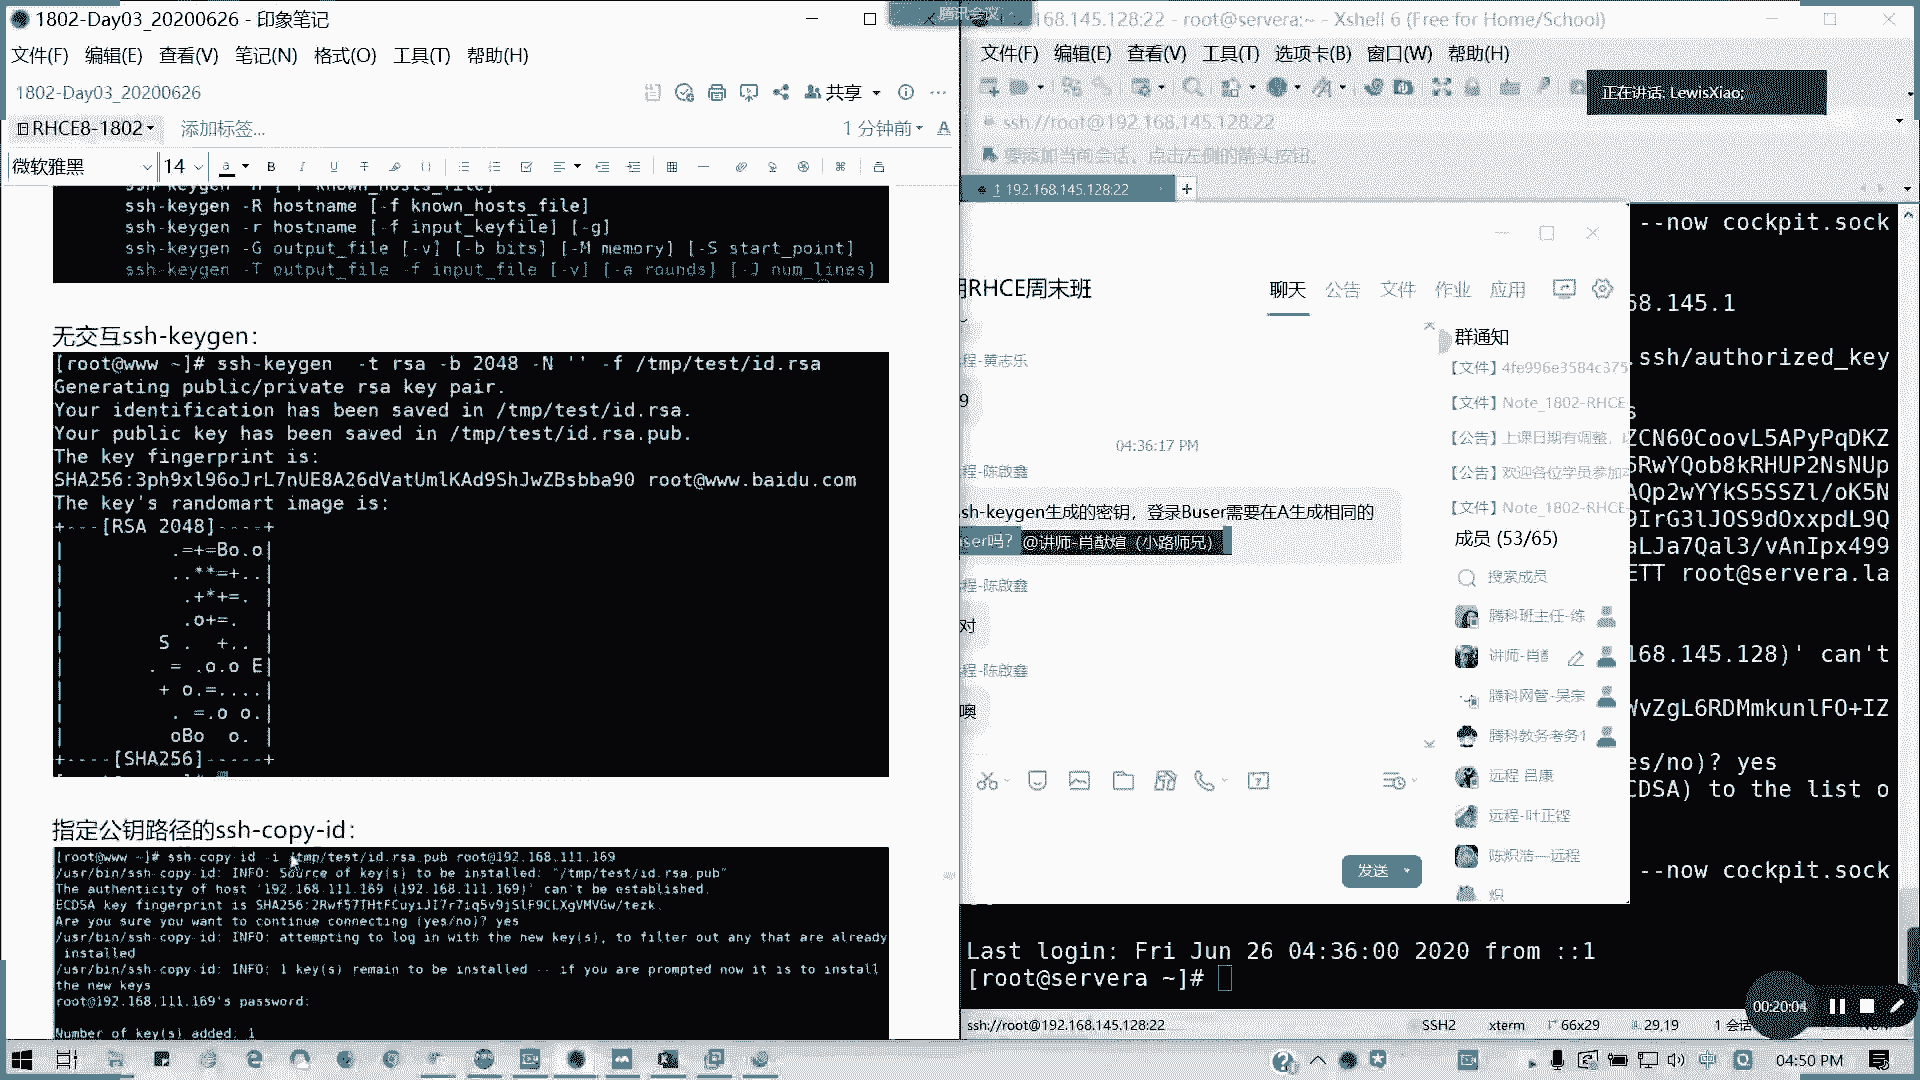 1802-Day03_20200626 - 印象笔记
文件(F) 编辑(E) 查看(V) 笔记(N) 格式(O) 工具(T) 帮助(H)
1802-Day03_20200626
共享
RHCE8-1802
添加标签...
1 分钟前
微软雅黑
14
ssh-keygen -R hostname [-f known_hosts_file]
ssh-keygen -r hostname [-f input_keyfile] [-g]
ssh-keygen -G output_file [-v] [-b bits] [-M memory] [-S start_point]
ssh-keygen -T output_file -f input_file [-v] [-a rounds] [-J num_lines]
无交互ssh-keygen：
[root@www ~]# ssh-keygen  -t rsa -b 2048 -N '' -f /tmp/test/id.rsa
Generating public/private rsa key pair.
Your identification has been saved in /tmp/test/id.rsa.
Your public key has been saved in /tmp/test/id.rsa.pub.
The key fingerprint is:
SHA256:3ph9xl96oJrL7nUE8A26dVatUmlKAd9ShJwZBsbba90 root@www.baidu.com
The key's randomart image is:
+---[RSA 2048]----+
|         .=+=Bo.o|
|         ..**=+..|
|          .+*+=. |
|          .o+=.  |
|        S .  +.. |
|       . = .o.o E|
|        + o.=....|
|         . =.o o.|
|         oBo  o. |
+----[SHA256]-----+
指定公钥路径的ssh-copy-id：
[root@www ~]# ssh-copy-id -i /tmp/test/id.rsa.pub root@192.168.111.169
/usr/bin/ssh-copy-id: INFO: Source of key(s) to be installed: "/tmp/test/id.rsa.pub"
The authenticity of host '192.168.111.169 (192.168.111.169)' can't be established.
ECDSA key fingerprint is
Are you sure you want to continue connecting (yes/no)? yes
/usr/bin/ssh-copy-id: INFO: attempting to log in with the new key(s), to filter out any that are already
installed
/usr/bin/ssh-copy-id: INFO: 1 key(s) remain to be installed -- if you are prompted now it is to install
the new keys
root@192.168.111.169's password:
Number of key(s) added: 1
腾讯会议
168.145.128:22 - root@servera:~ - Xshell 6 (Free for Home/School)
文件(F) 编辑(E) 查看(V) 工具(T) 选项卡(B) 窗口(W) 帮助(H)
正在讲话: LewisXiao;
ssh://root@192.168.145.128:22
要添加当前会话，点击左侧的箭头按钮。
1 192.168.145.128:22
RHCE周末班
聊天 公告 文件 作业 应用
程-黄志乐
9
04:36:17 PM
程-陈啟鑫
sh-keygen生成的密钥，登录Buser需要在A生成相同的
ser吗？ @讲师-肖猷煊（小路师兄）
程-陈啟鑫
对
程-陈啟鑫
噢
发送
群通知
【文件】4fe996e3584c375
【文件】Note_1802-RHCE
【公告】上课日期有调整，
【公告】欢迎各位学员参加
【文件】Note_1802-RHCE
成员 (53/65)
搜索成员
腾科班主任-练
讲师-肖
腾科网管-吴宗
腾科教务考务1
远程 吕康
远程-叶正铿
陈炽浩—远程
炽
--now cockpit.sock
68.145.1
.ssh/authorized_key
s
ZCN60CoovL5APyPqDKZ
SRwYQob8kRHUP2NsNUp
AQp2wYYkS5SSZl/oK5N
9IrG3lJOS9dOxxpdL9Q
aLJa7Qal3/vAnIpx499
ETT root@servera.la
168.145.128)' can't
WvZgL6RDMmkunlFO+IZ
es/no)? yes
CDSA) to the list o
--now cockpit.sock
Last login: Fri Jun 26 04:36:00 2020 from ::1
[root@servera ~]#
00:20:04
ssh://root@192.168.145.128:22 SSH2 xterm 66x29 29,19 1 会话
04:50 PM